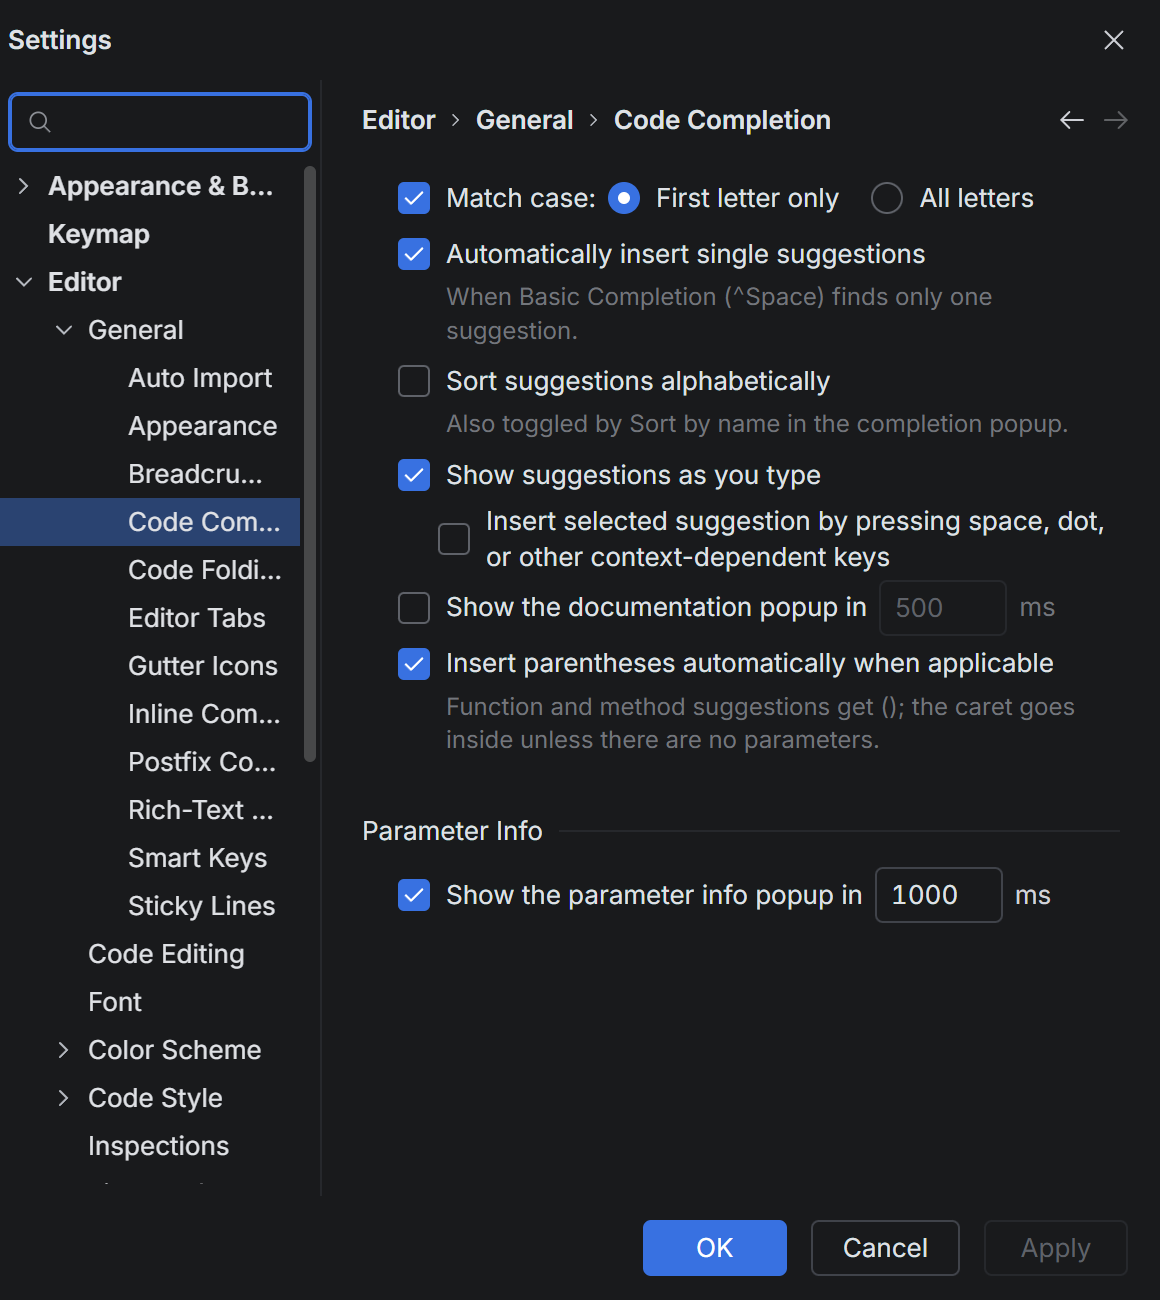 Settings
Appearance & B...
Keymap
Editor
General
Auto Import
Appearance
Breadcru...
Code Com...
Code Foldi...
Editor Tabs
Gutter Icons
Inline Com...
Postfix Co...
Rich-Text ...
Smart Keys
Sticky Lines
Code Editing
Font
Color Scheme
Code Style
Inspections
Editor › General › Code Completion
Match case: First letter only All letters
Automatically insert single suggestions
When Basic Completion (^Space) finds only one
suggestion.
Sort suggestions alphabetically
Also toggled by Sort by name in the completion popup.
Show suggestions as you type
Insert selected suggestion by pressing space, dot,
or other context-dependent keys
Show the documentation popup in 500 ms
Insert parentheses automatically when applicable
Function and method suggestions get (); the caret goes
inside unless there are no parameters.
Parameter Info
Show the parameter info popup in 1000 ms
OK Cancel Apply